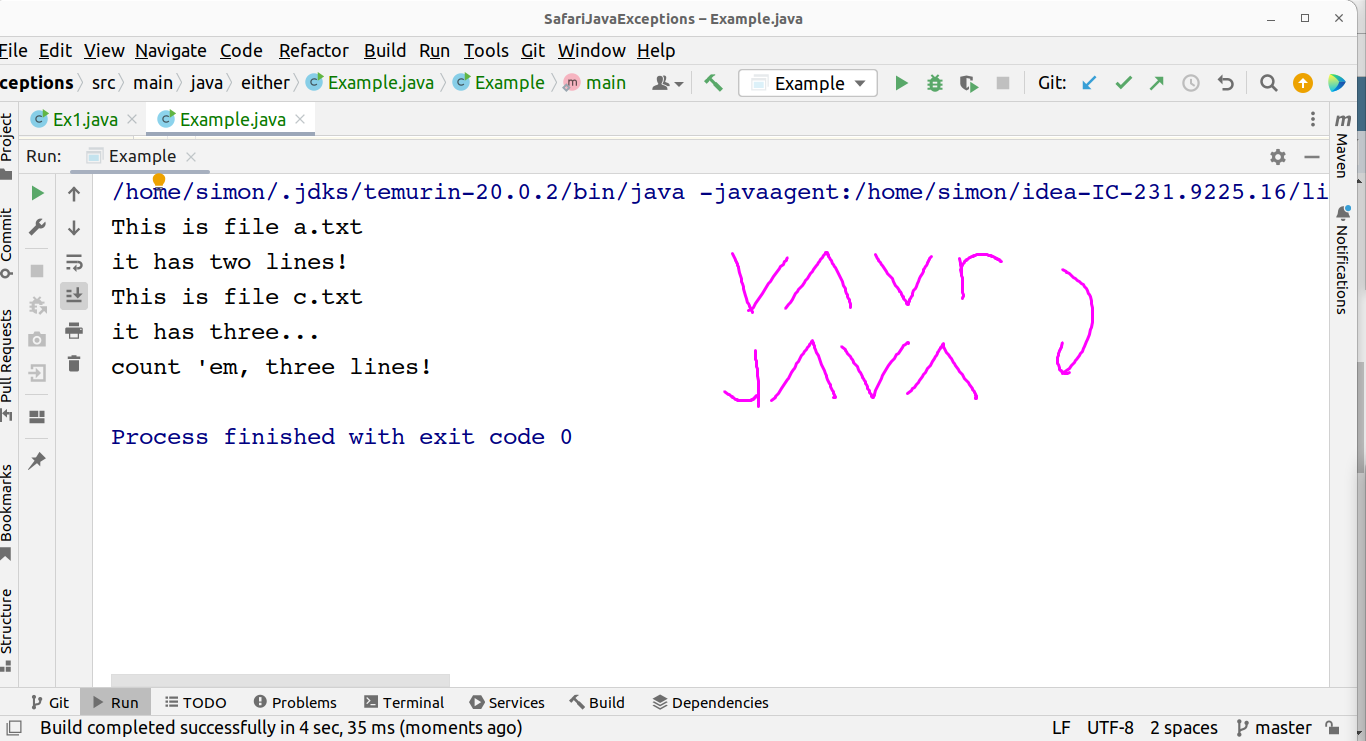 SafariJavaExceptions – Example.java
File Edit View Navigate Code Refactor Build Run Tools Git Window Help
ceptions src main java either Example.java Example main Example Git:
Ex1.java Example.java
Run: Example
/home/simon/.jdks/temurin-20.0.2/bin/java -javaagent:/home/simon/idea-IC-231.9225.16/li
This is file a.txt
it has two lines!
This is file c.txt
it has three...
count 'em, three lines!
Process finished with exit code 0
JAVA
Project
Commit
Pull Requests
Bookmarks
Structure
Maven
Notifications
Git Run TODO Problems Terminal Services Build Dependencies
Build completed successfully in 4 sec, 35 ms (moments ago) LF UTF-8 2 spaces master